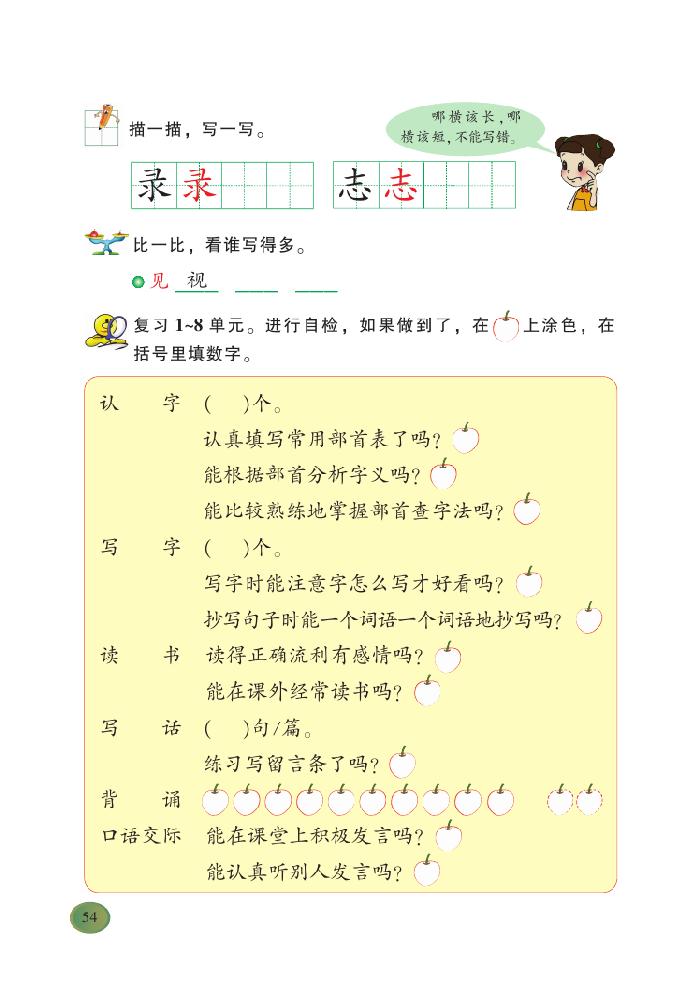 哪横该长，哪
横该短，不能写错。
描一描，写一写。
录 录 志 志
比一比，看谁写得多。
见 视
复习 1~8 单元。进行自检，如果做到了，在 上涂色，在
括号里填数字。
认 字 （ ）个。
认真填写常用部首表了吗？
能根据部首分析字义吗？
能比较熟练地掌握部首查字法吗？
写 字 （ ）个。
写字时能注意字怎么写才好看吗？
抄写句子时能一个词语一个词语地抄写吗？
读 书 读得正确流利有感情吗？
能在课外经常读书吗？
写 话 （ ）句/篇。
练习写留言条了吗？
背 诵
口语交际 能在课堂上积极发言吗？
能认真听别人发言吗？
54